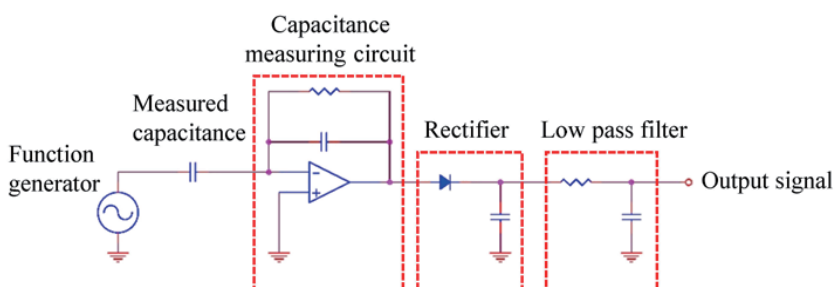 Capacitance
measuring circuit
Measured
capacitance
Rectifier
Low pass filter
Function
generator
Output signal